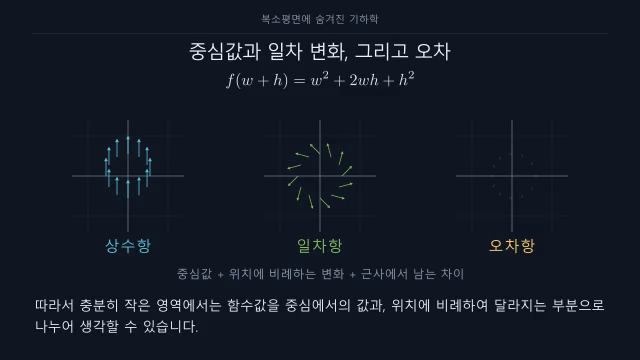 복소평면에 숨겨진 기하학
중심값과 일차 변화, 그리고 오차
f(w + h) = w² + 2wh + h²
상수항
일차항
오차항
중심값 + 위치에 비례하는 변화 + 근사에서 남는 차이
따라서 충분히 작은 영역에서는 함수값을 중심에서의 값과, 위치에 비례하여 달라지는 부분으로
나누어 생각할 수 있습니다.